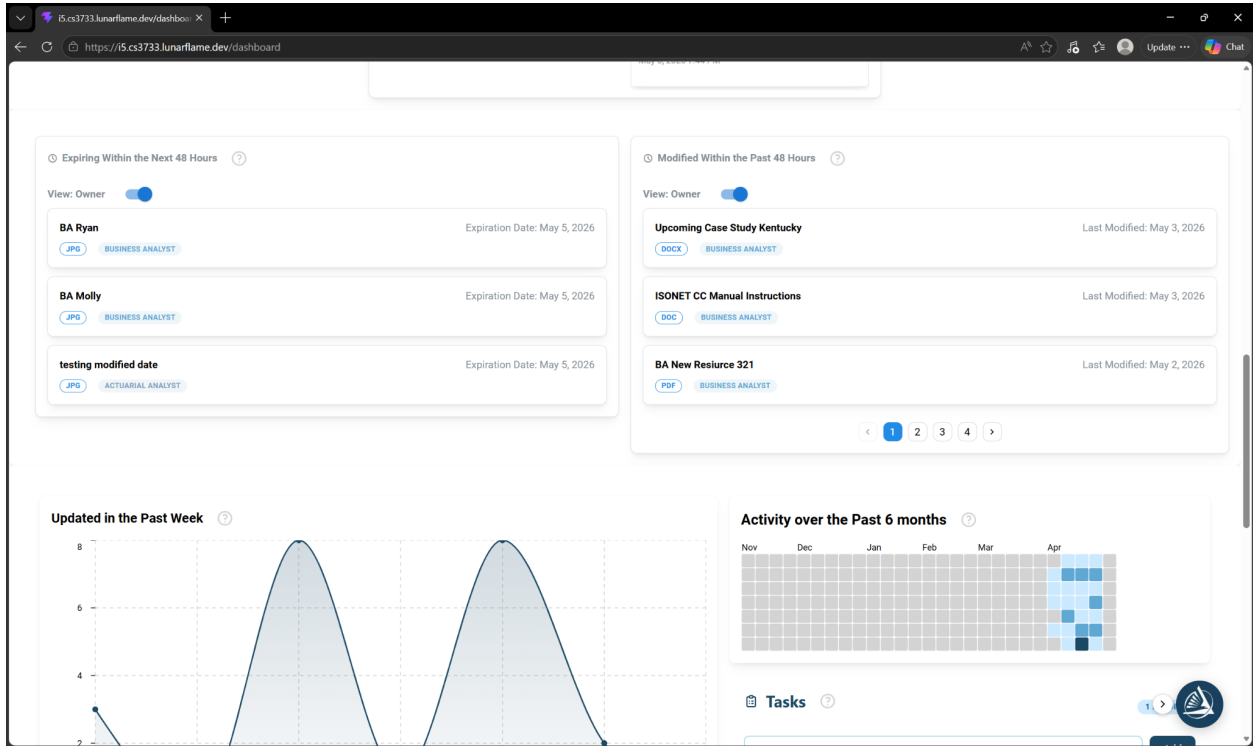 i5.cs3733.lunarflame.dev/dashboar
https://i5.cs3733.lunarflame.dev/dashboard
Update
Chat
Expiring Within the Next 48 Hours
View: Owner
BA Ryan
Expiration Date: May 5, 2026
JPG
BUSINESS ANALYST
BA Molly
Expiration Date: May 5, 2026
JPG
BUSINESS ANALYST
testing modified date
Expiration Date: May 5, 2026
JPG
ACTUARIAL ANALYST
Modified Within the Past 48 Hours
View: Owner
Upcoming Case Study Kentucky
Last Modified: May 3, 2026
DOCX
BUSINESS ANALYST
ISONET CC Manual Instructions
Last Modified: May 3, 2026
DOC
BUSINESS ANALYST
BA New Resiurce 321
Last Modified: May 2, 2026
PDF
BUSINESS ANALYST
1 2 3 4
Updated in the Past Week
8
6
4
2
Activity over the Past 6 months
Nov Dec Jan Feb Mar Apr
Tasks
1